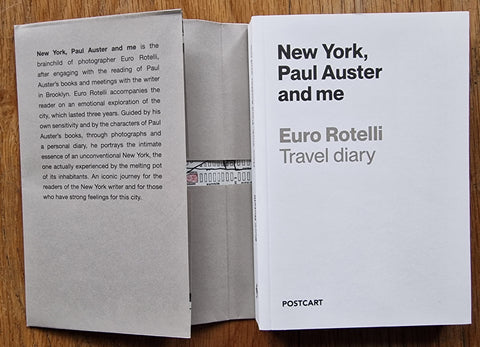 New York, Paul Auster and me is the
brainchild of photographer Euro Rotelli,
after engaging with the reading of Paul
Auster's books and meetings with the writer
in Brooklyn. Euro Rotelli accompanies the
reader on an emotional exploration of the
city, which lasted three years. Guided by his
own sensitivity and by the characters of Paul
Auster's books, through photographs and
a personal diary, he portrays the intimate
essence of an unconventional New York, the
one actually experienced by the melting pot
of its inhabitants. An iconic journey for the
readers of the New York writer and for those
who have strong feelings for this city.
New York,
Paul Auster
and me
Euro Rotelli
Travel diary
POSTCART